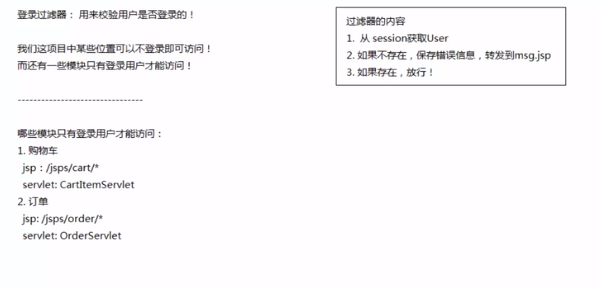 登录过滤器： 用来校验用户是否登录的！
我们这项目中某些位置可以不登录即可访问！
而还有一些模块只有登录用户才能访问！
--------------------------------
哪些模块只有登录用户才能访问：
1. 购物车
jsp：/jsps/cart/*
servlet: CartItemServlet
2. 订单
jsp: /jsps/order/*
servlet: OrderServlet
过滤器的内容
1. 从 session获取User
2. 如果不存在，保存错误信息，转发到msg.jsp
3. 如果存在，放行！